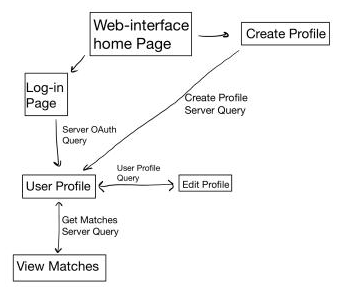 Web-interface
home Page
Create Profile
Log-in
Page
Create Profile
Server Query
Server OAuth
Query
User Profile
Query
User Profile
Edit Profile
Get Matches
Server Query
View Matches